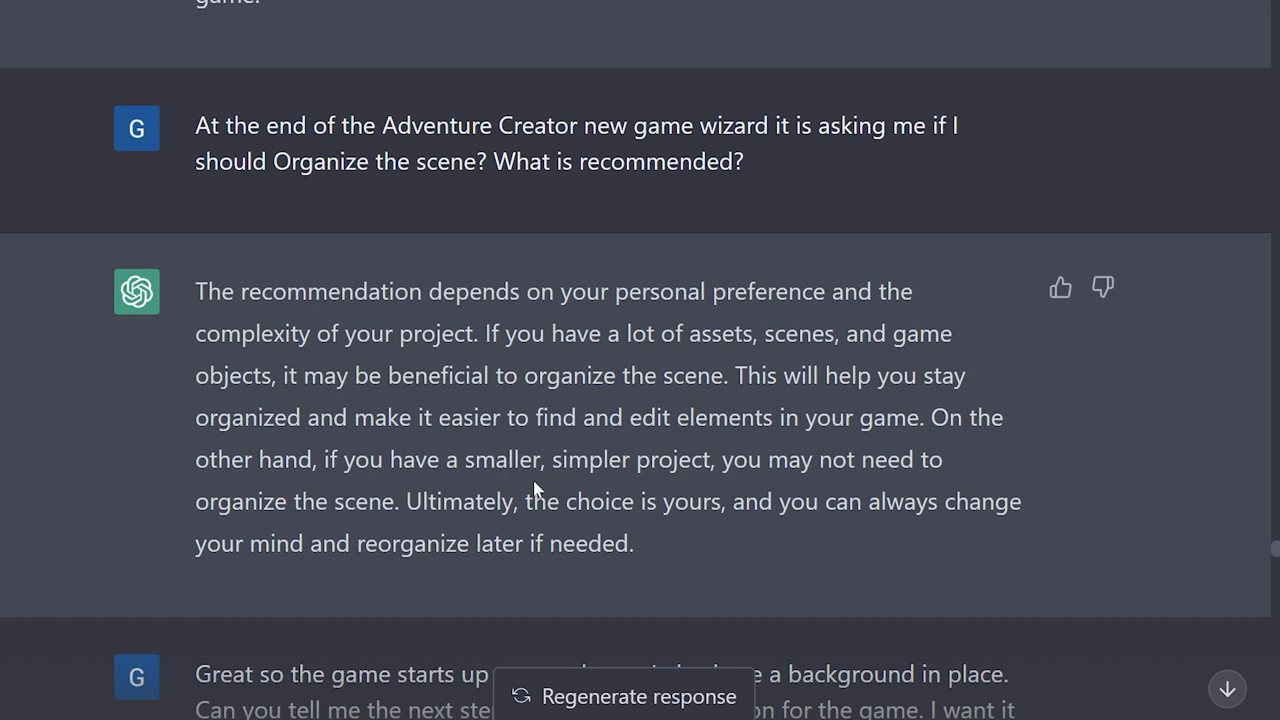 game.
G
At the end of the Adventure Creator new game wizard it is asking me if I
should Organize the scene? What is recommended?
The recommendation depends on your personal preference and the
complexity of your project. If you have a lot of assets, scenes, and game
objects, it may be beneficial to organize the scene. This will help you stay
organized and make it easier to find and edit elements in your game. On the
other hand, if you have a smaller, simpler project, you may not need to
organize the scene. Ultimately, the choice is yours, and you can always change
your mind and reorganize later if needed.
G
Great so the game starts up a background in place.
Can you tell me the next for the game. I want it
Regenerate response